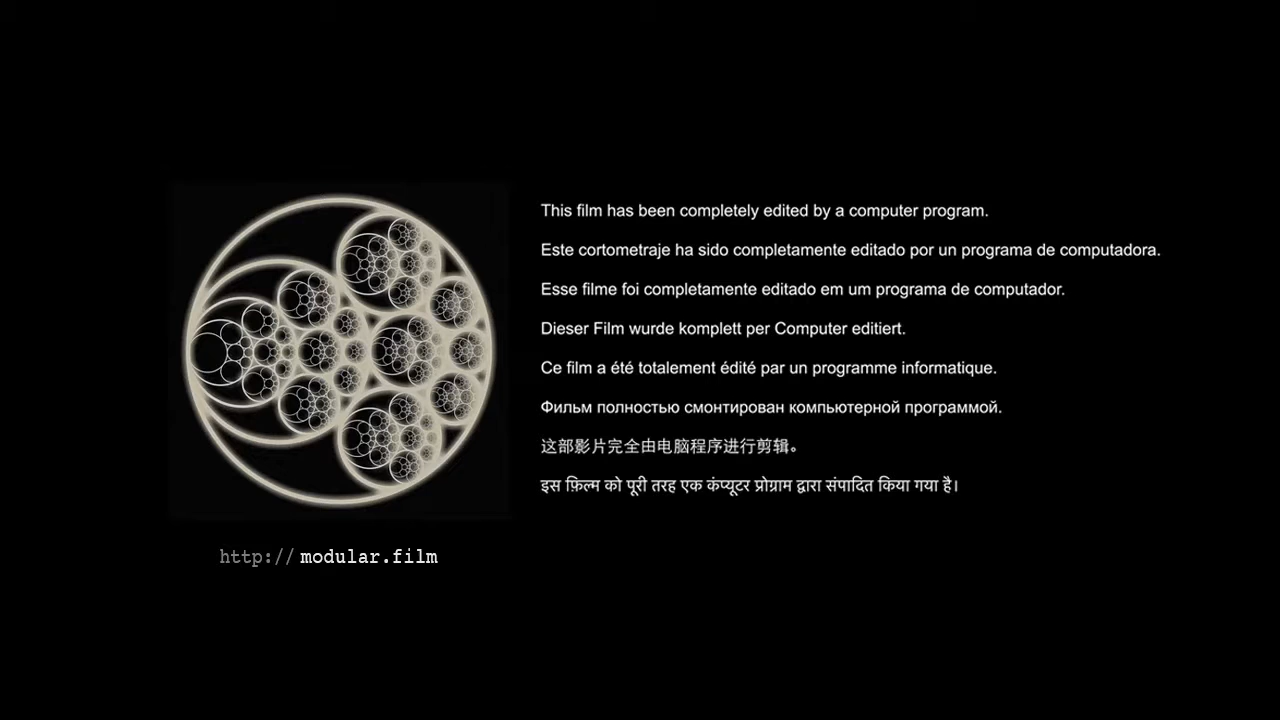 This film has been completely edited by a computer program.
Este cortometraje ha sido completamente editado por un programa de computadora.
Esse filme foi completamente editado em um programa de computador.
Dieser Film wurde komplett per Computer editiert.
Ce film a été totalement édité par un programme informatique.
Фильм полностью смонтирован компьютерной программой.
这部影片完全由电脑程序进行剪辑。
इस फ़िल्म को पूरी तरह एक कंप्यूटर प्रोग्राम द्वारा संपादित किया गया है।
http:// modular.film